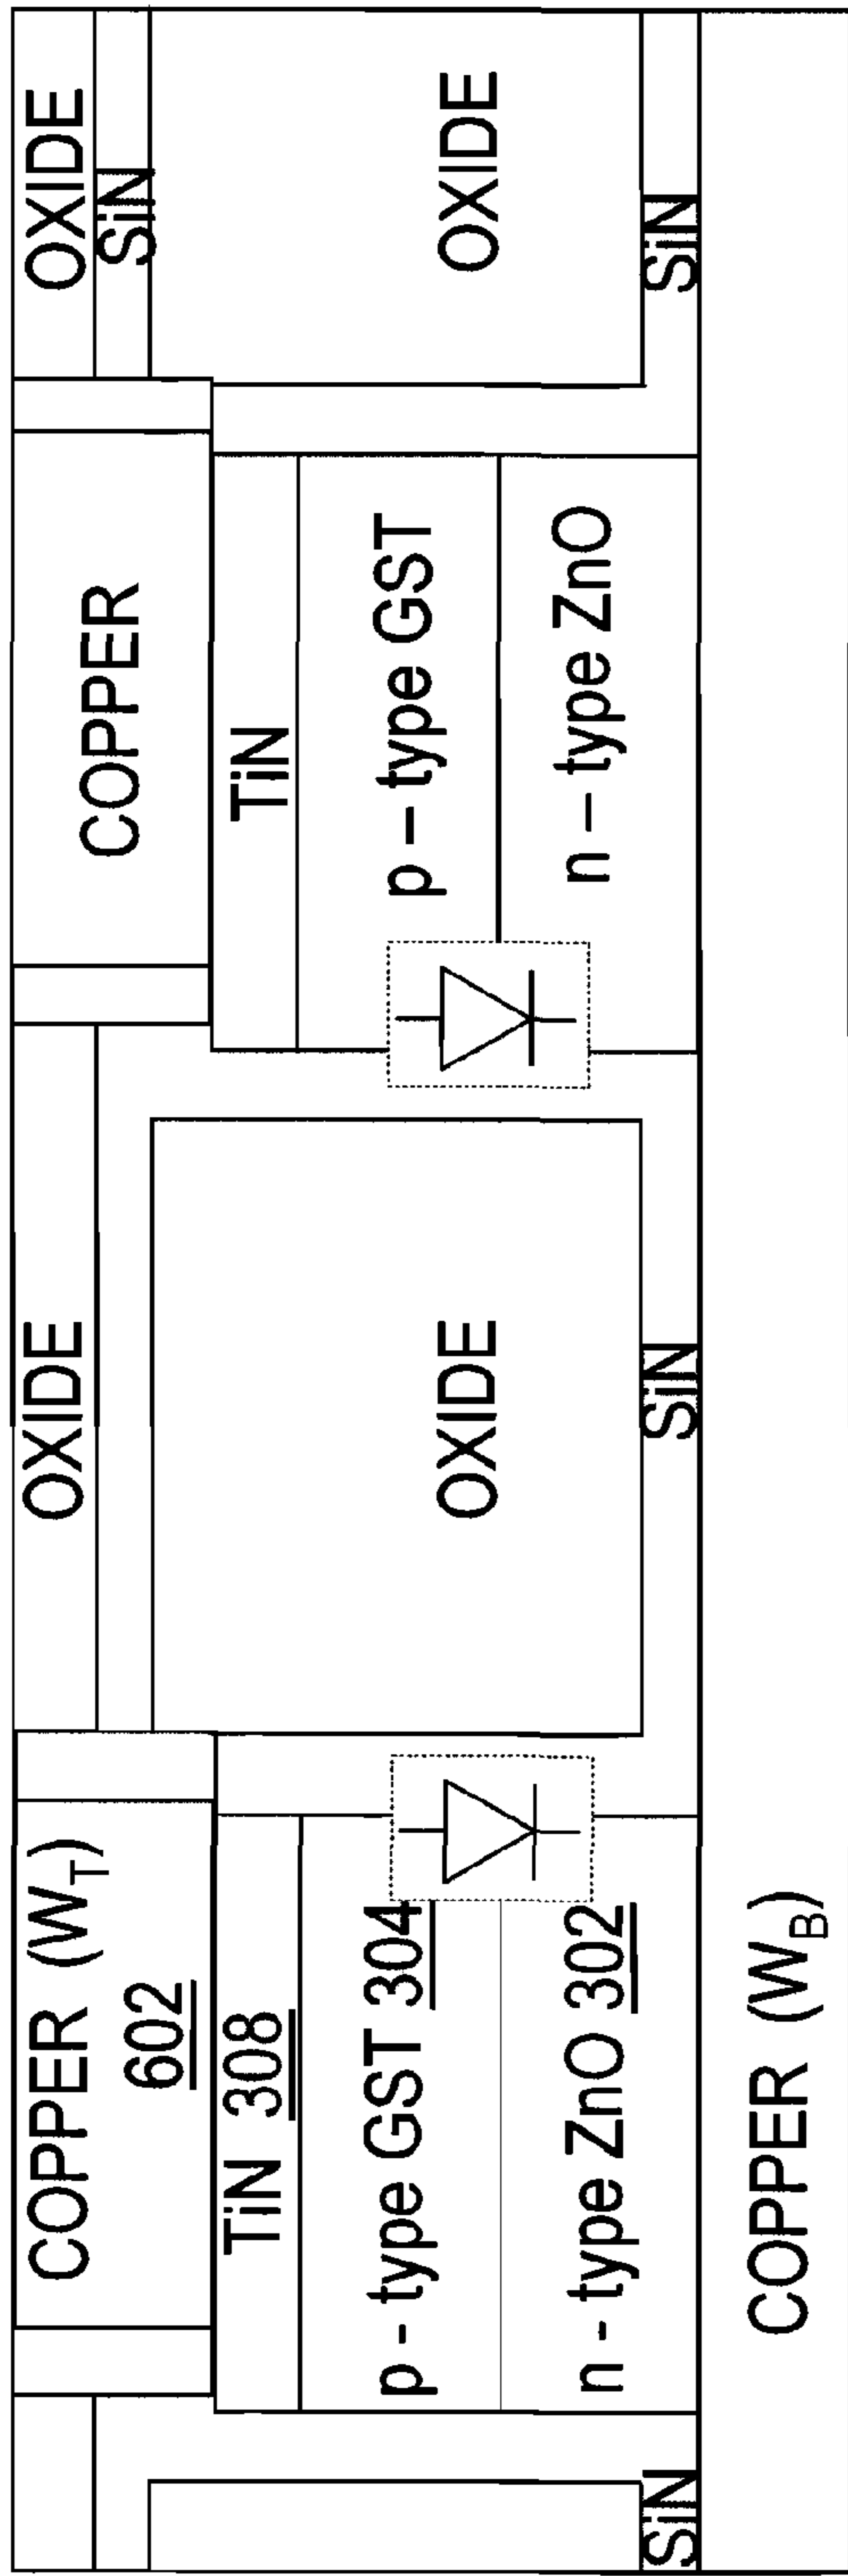 COPPER (W_T)
602
OXIDE
COPPER
OXIDE
SiN
TiN 308
TiN
p - type GST 304
OXIDE
p – type GST
OXIDE
n - type ZnO 302
n – type ZnO
SiN
SiN
SiN
COPPER (W_B)